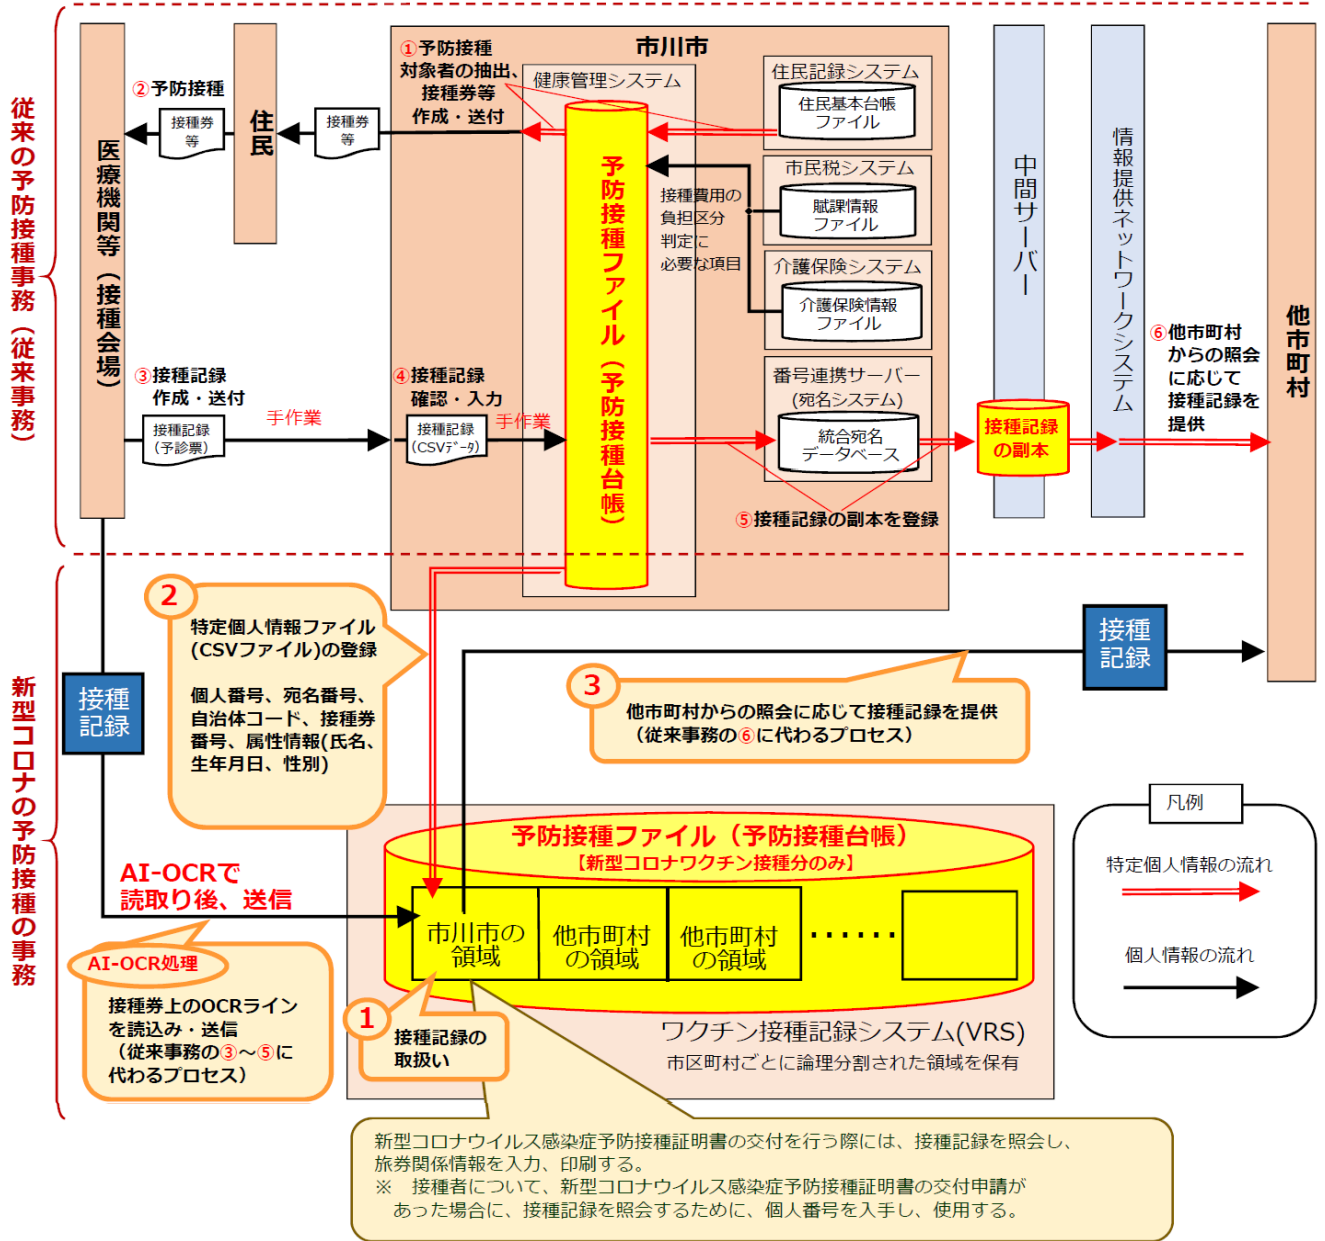 従来の予防接種事務（従来事務）
医療機関等（接種会場）
②予防接種
接種券
等
住民
接種券
等
市川市
①予防接種
対象者の抽出、
接種券等
作成・送付
健康管理システム
予防接種ファイル（予防接種台帳）
住民記録システム
住民基本台帳
ファイル
市民税システム
賦課情報
ファイル
接種費用の
負担区分
判定に
必要な項目
介護保険システム
介護保険情報
ファイル
番号連携サーバー
(宛名システム)
統合宛名
データベース
⑤接種記録の副本を登録
中間サーバー
接種記録
の副本
情報提供ネットワークシステム
⑥他市町村
からの照会
に応じて
接種記録を
提供
他市町村
③接種記録
作成・送付
手作業
接種記録
(予診票)
④接種記録
確認・入力
手作業
接種記録
(CSVﾃﾞｰﾀ)
新型コロナの予防接種の事務
接種
記録
2
特定個人情報ファイル
(CSVファイル)の登録
個人番号、宛名番号、
自治体コード、接種券
番号、属性情報(氏名、
生年月日、性別)
接種
記録
3
他市町村からの照会に応じて接種記録を提供
（従来事務の⑥に代わるプロセス）
AI-OCRで
読取り後、送信
AI-OCR処理
接種券上のOCRライン
を読込み・送信
（従来事務の③～⑤に
代わるプロセス）
予防接種ファイル（予防接種台帳）
【新型コロナワクチン接種分のみ】
市川市の
領域
他市町村
の領域
他市町村
の領域
……
1
接種記録の
取扱い
ワクチン接種記録システム(VRS)
市区町村ごとに論理分割された領域を保有
凡例
特定個人情報の流れ
個人情報の流れ
新型コロナウイルス感染症予防接種証明書の交付を行う際には、接種記録を照会し、
旅券関係情報を入力、印刷する。
※　接種者について、新型コロナウイルス感染症予防接種証明書の交付申請が
あった場合に、接種記録を照会するために、個人番号を入手し、使用する。